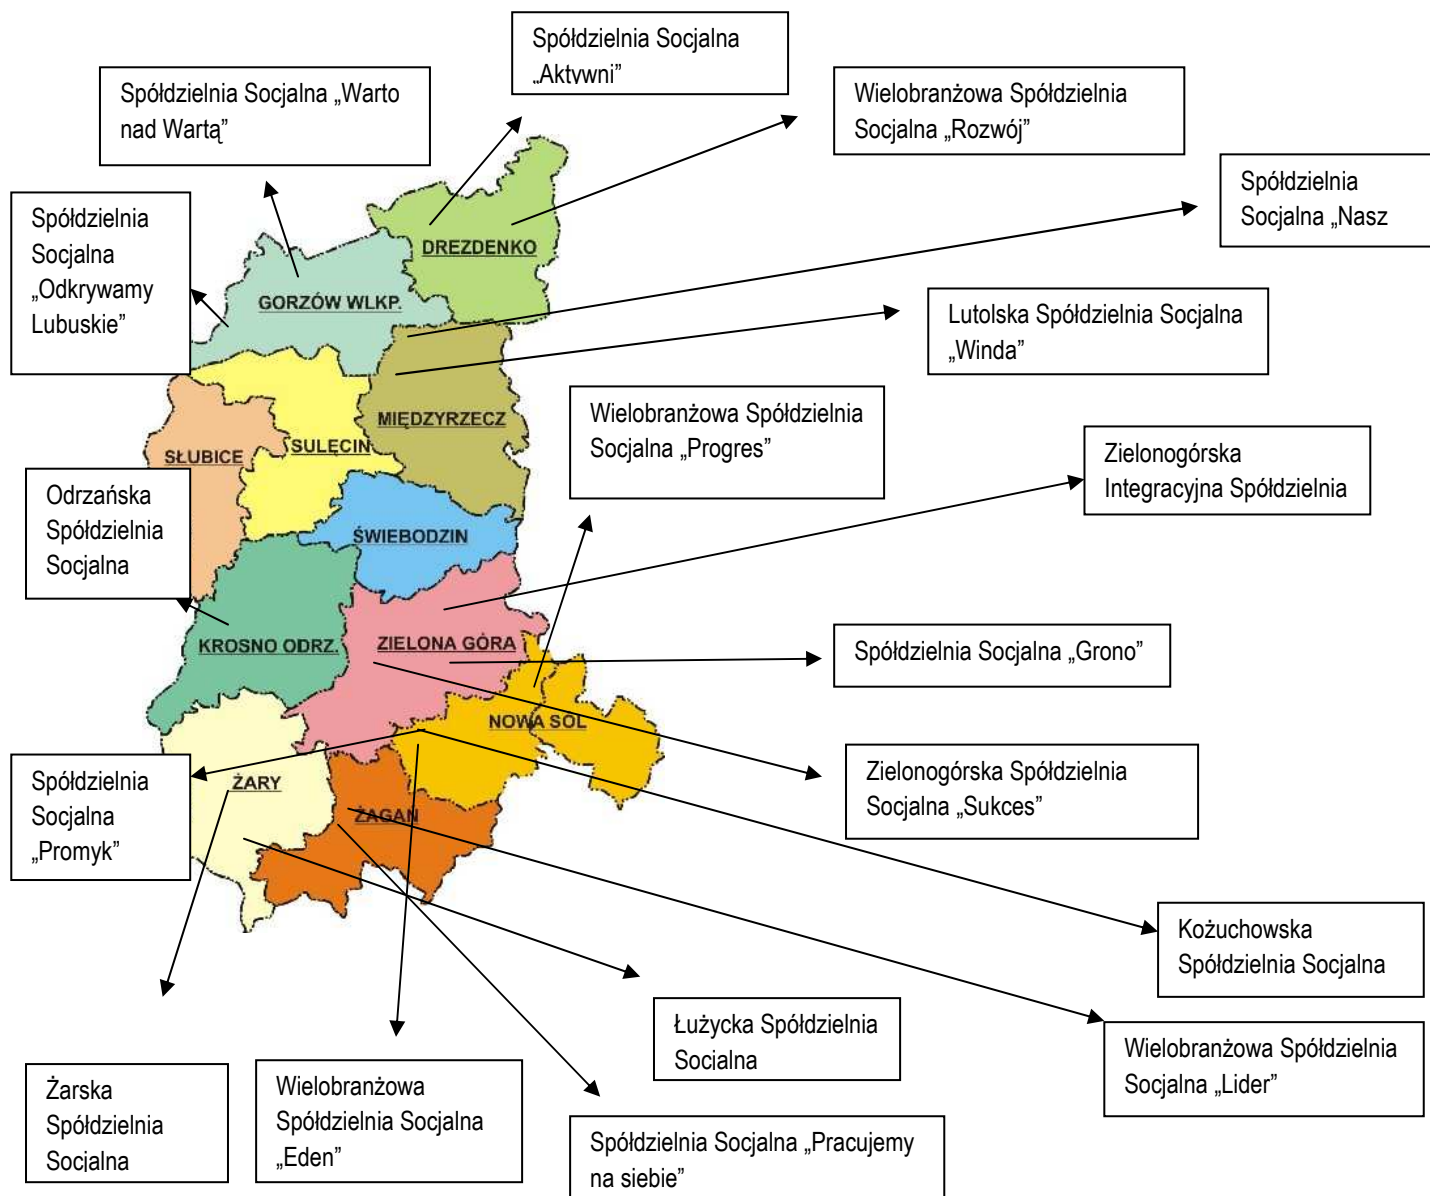 Spółdzielnia Socjalna
„Aktywni”
Spółdzielnia Socjalna „Warto
nad Wartą”
Wielobranżowa Spółdzielnia
Socjalna „Rozwój”
Spółdzielnia
Socjalna „Nasz
Spółdzielnia
Socjalna
„Odkrywamy
Lubuskie”
DREZDENKO
GORZÓW WLKP.
Lutolska Spółdzielnia Socjalna
„Winda”
MIĘDZYRZECZ
Wielobranżowa Spółdzielnia
Socjalna „Progres”
SULĘCIN
SŁUBICE
Zielonogórska
Integracyjna Spółdzielnia
Odrzańska
Spółdzielnia
Socjalna
ŚWIEBODZIN
KROSNO ODRZ.
ZIELONA GÓRA
Spółdzielnia Socjalna „Grono”
NOWA SÓL
Spółdzielnia
Socjalna
„Promyk”
ŻARY
ŻAGAŃ
Zielonogórska Spółdzielnia
Socjalna „Sukces”
Kożuchowska
Spółdzielnia Socjalna
Łużycka Spółdzielnia
Socjalna
Wielobranżowa Spółdzielnia
Socjalna „Lider”
Żarska
Spółdzielnia
Socjalna
Wielobranżowa
Spółdzielnia Socjalna
„Eden”
Spółdzielnia Socjalna „Pracujemy
na siebie”